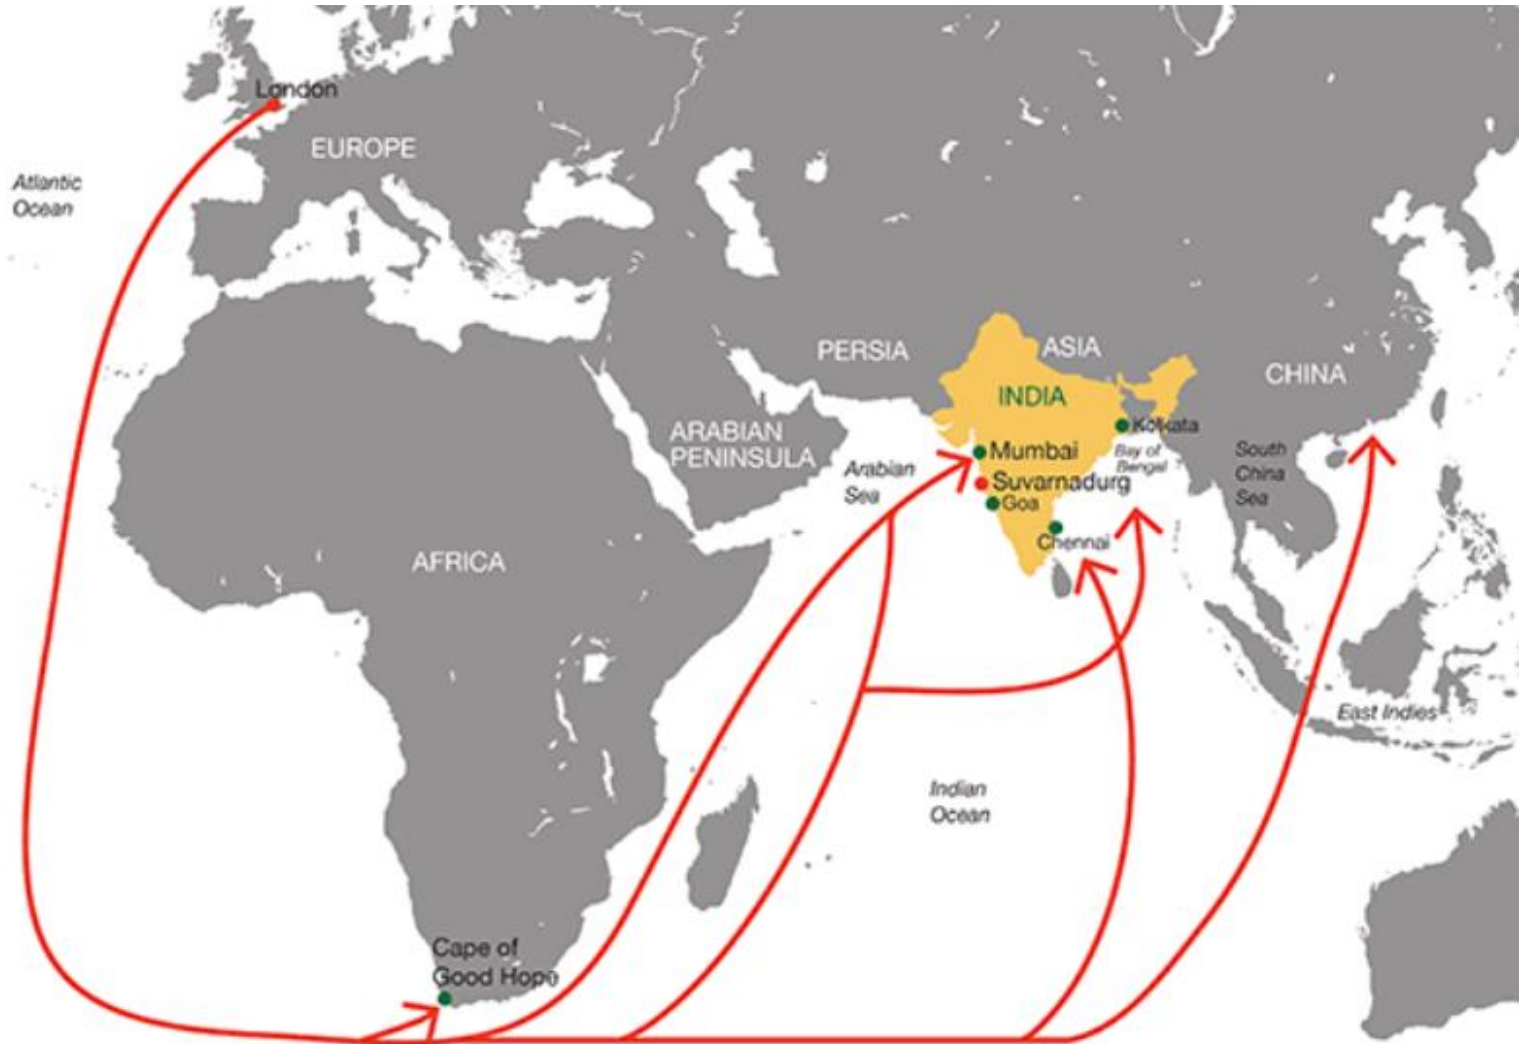 London
EUROPE
Atlantic
Ocean
PERSIA
ASIA
CHINA
INDIA
ARABIAN
PENINSULA
Kolkata
Mumbai
Bay of
Bengal
South
China
Sea
Arabian
Sea
Suvarnadurg
Goa
Chennai
AFRICA
East Indies
Indian
Ocean
Cape of
Good Hope